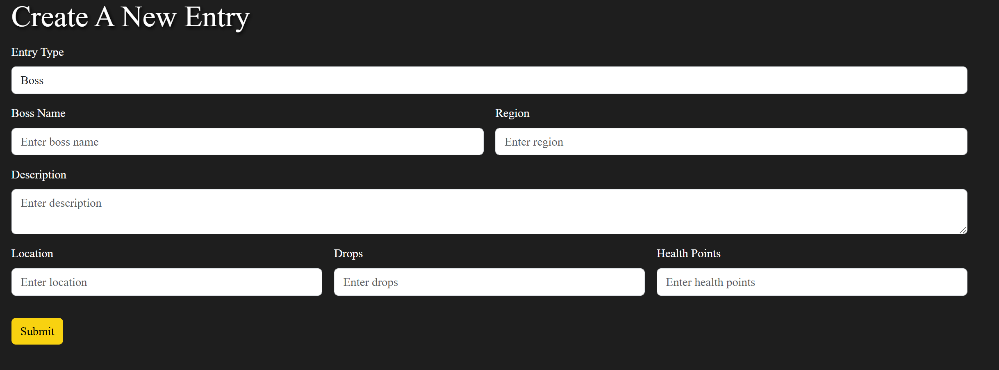 Create A New Entry
Entry Type
Boss
Boss Name
Region
Enter boss name
Enter region
Description
Enter description
Location
Drops
Health Points
Enter location
Enter drops
Enter health points
Submit